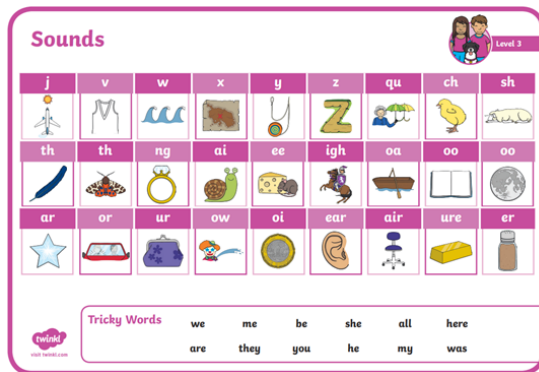 Sounds
Level 3
j v w x y z qu ch sh
th th ng ai ee igh oa oo oo
ar or ur ow oi ear air ure er
Tricky Words we me be she all here
are they you he my was
twinkl
visit twinkl.com